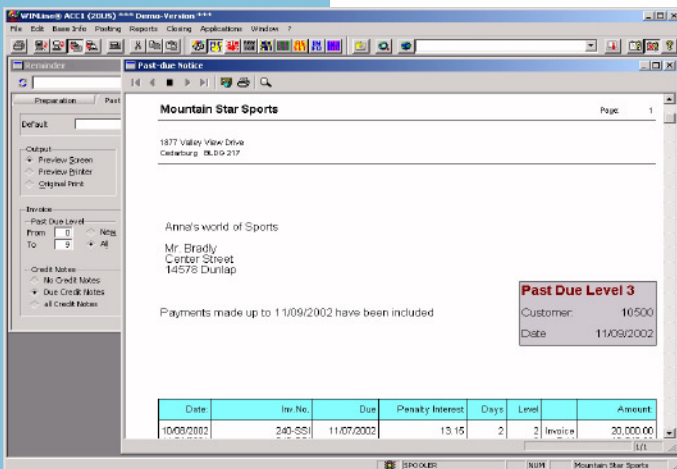 WINLine® ACC1 (20US) *** Demo-Version ***
File Edit Base Info Posting Reports Closing Applications Window ?
Reminder
Past-due Notice
Preparation Past
Default
Output
Preview Screen
Preview Printer
Original Print
Invoice
Past Due Level
From 0 New
To 9 All
Credit Notes
No Credit Notes
Due Credit Notes
all Credit Notes
Mountain Star Sports Page: 1
1877 Valley View Drive
Cedarburg BLDG 217
Anna's world of Sports
Mr. Bradly
Center Street
14578 Dunlap
Past Due Level 3
Customer: 10500
Date 11/09/2002
Payments made up to 11/09/2002 have been included
Date: Inv.No. Due Penalty Interest Days Level Amount:
10/08/2002 240-SSI 11/07/2002 13.15 2 2 Invoice 20,000.00
1/1
SPOOLER NUM Mountain Star Sports